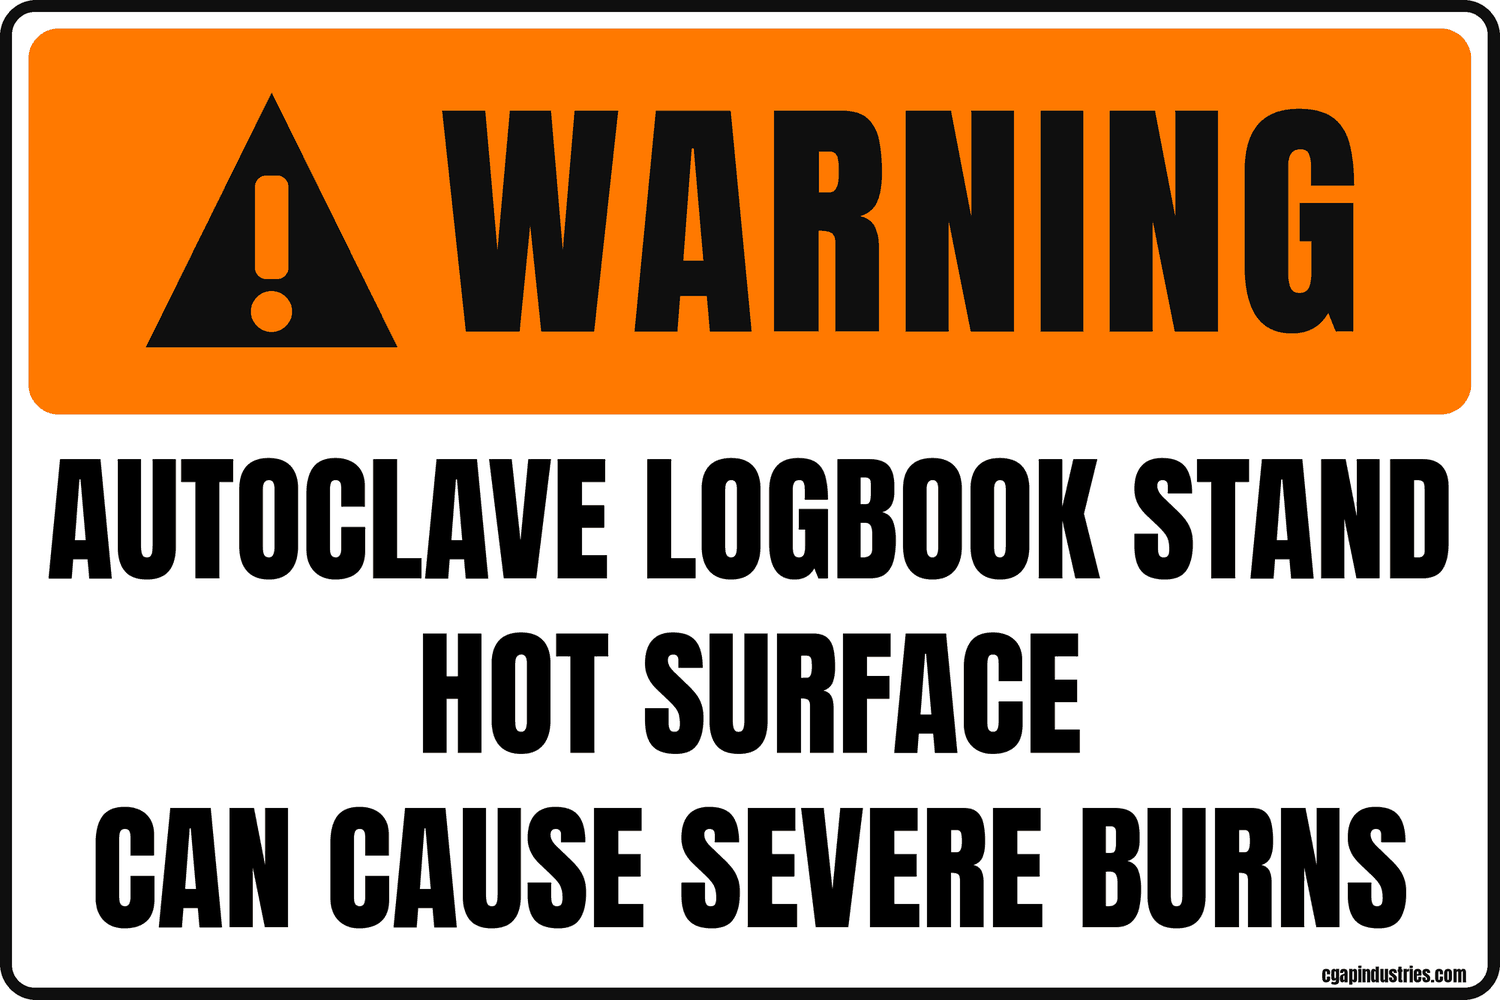 WARNING
AUTOCLAVE LOGBOOK STAND
HOT SURFACE
CAN CAUSE SEVERE BURNS
cgapindustries.com